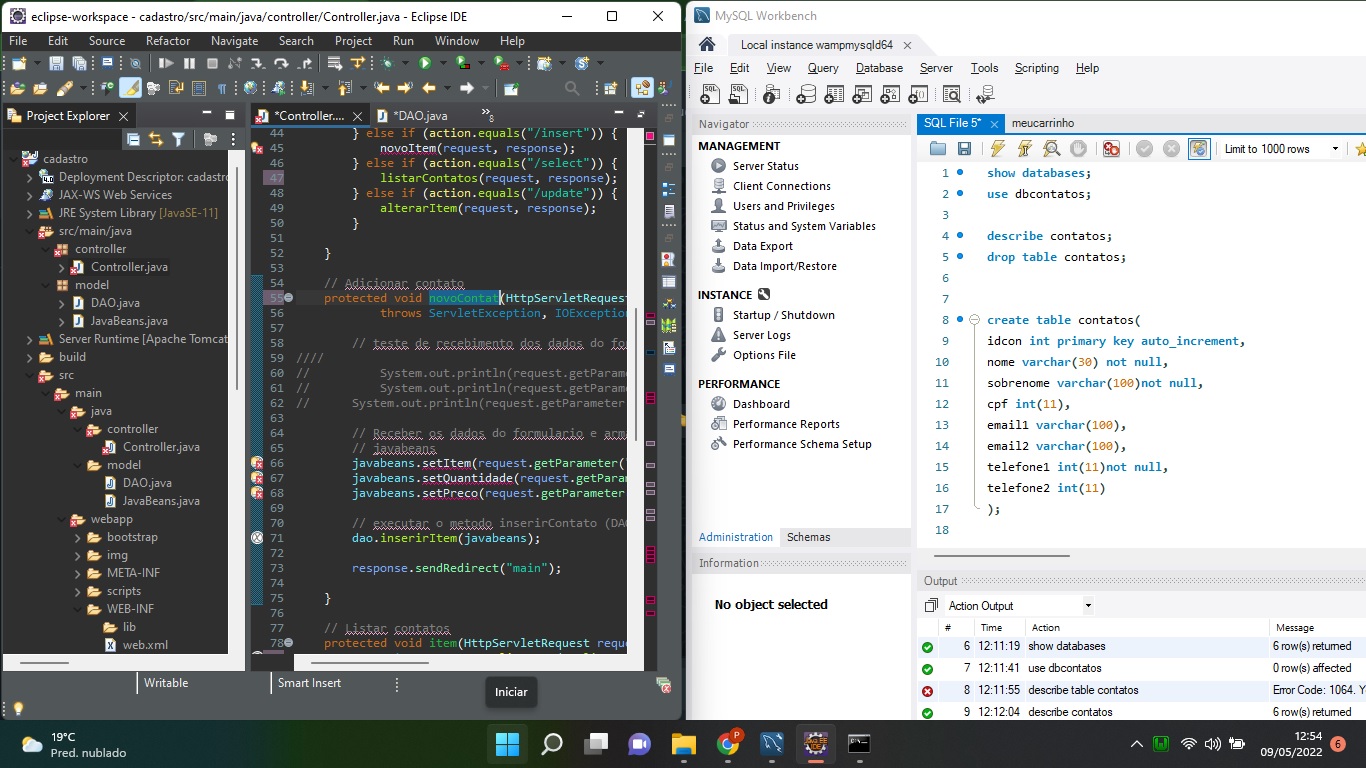 eclipse-workspace - cadastro/src/main/java/controller/Controller.java - Eclipse IDE
File Edit Source Refactor Navigate Search Project Run Window Help
Project Explorer
cadastro
Deployment Descriptor: cadastro
JAX-WS Web Services
JRE System Library [JavaSE-11]
src/main/java
controller
Controller.java
model
DAO.java
JavaBeans.java
Server Runtime [Apache Tomcat
build
src
main
java
controller
Controller.java
model
DAO.java
JavaBeans.java
webapp
bootstrap
img
META-INF
scripts
WEB-INF
lib
web.xml
*Controller.... *DAO.java »8
44 } else if (action.equals("/insert")) {
45 novoItem(request, response);
46 } else if (action.equals("/select")) {
47 listarContatos(request, response);
48 } else if (action.equals("/update")) {
49 alterarItem(request, response);
50 }
51
52 }
53
54 // Adicionar contato
55 protected void novoContat(HttpServletRequest
56 throws ServletException, IOException
57
58 // teste de recebimento dos dados do for
59 ////
60 // System.out.println(request.getParame
61 // System.out.println(request.getParame
62 // System.out.println(request.getParameter
63
64 // Receber os dados do formulario e arma
65 // javabeans
66 javabeans.setItem(request.getParameter("
67 javabeans.setQuantidade(request.getParam
68 javabeans.setPreco(request.getParameter
69
70 // executar o metodo inserirContato (DAO
71 dao.inserirItem(javabeans);
72
73 response.sendRedirect("main");
74
75 }
76
77 // Listar contatos
78 protected void item(HttpServletRequest reque
Writable Smart Insert
Iniciar
MySQL Workbench
Local instance wampmysqld64
File Edit View Query Database Server Tools Scripting Help
Navigator
MANAGEMENT
Server Status
Client Connections
Users and Privileges
Status and System Variables
Data Export
Data Import/Restore
INSTANCE
Startup / Shutdown
Server Logs
Options File
PERFORMANCE
Dashboard
Performance Reports
Performance Schema Setup
Administration Schemas
Information
No object selected
SQL File 5* meucarrinho
Limit to 1000 rows
1 show databases;
2 use dbcontatos;
3
4 describe contatos;
5 drop table contatos;
6
7
8 create table contatos(
9 idcon int primary key auto_increment,
10 nome varchar(30) not null,
11 sobrenome varchar(100)not null,
12 cpf int(11),
13 email1 varchar(100),
14 email2 varchar(100),
15 telefone1 int(11)not null,
16 telefone2 int(11)
17 );
18
Output
Action Output
# Time Action Message
6 12:11:19 show databases 6 row(s) returned
7 12:11:41 use dbcontatos 0 row(s) affected
8 12:11:55 describe table contatos Error Code: 1064. Y
9 12:12:04 describe contatos 6 row(s) returned
19°C
Pred. nublado
12:54
09/05/2022
6